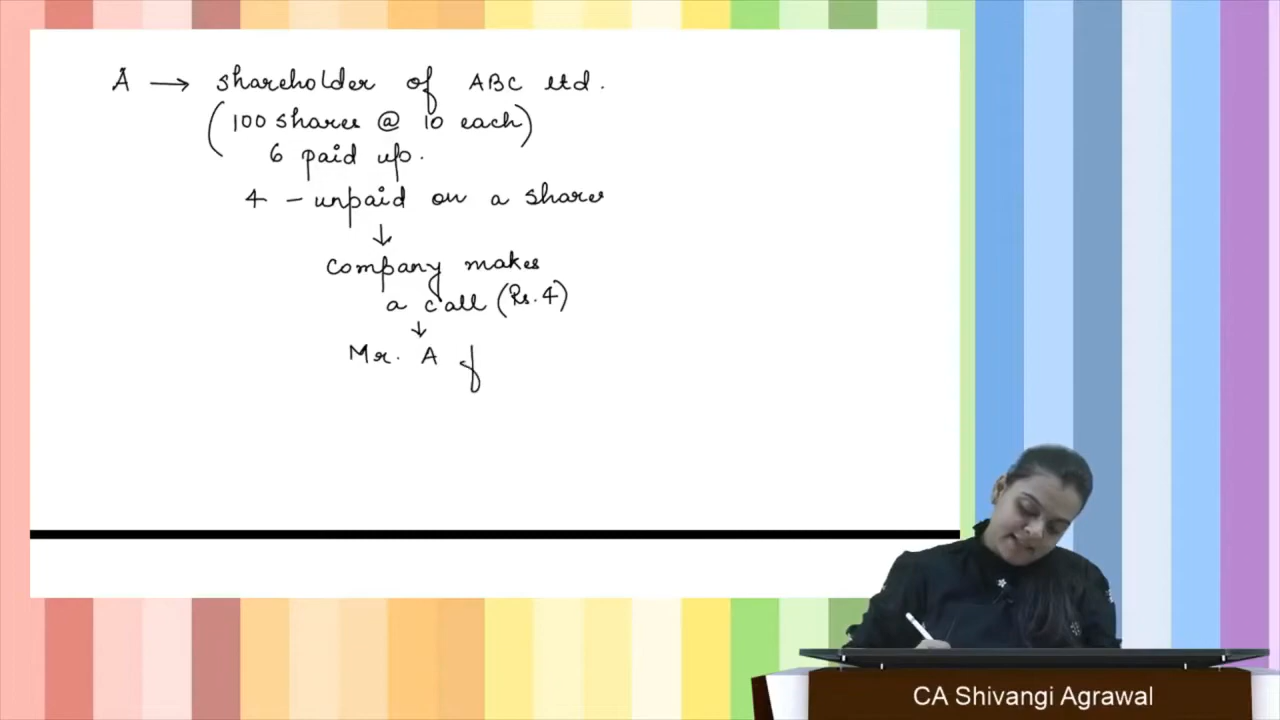 A → shareholder of ABC ltd.
(100 shares @ 10 each)
6 paid up.
4 - unpaid on a share
↓
Company makes
a call (Rs. 4)
↓
Mr. A f
CA Shivangi Agrawal